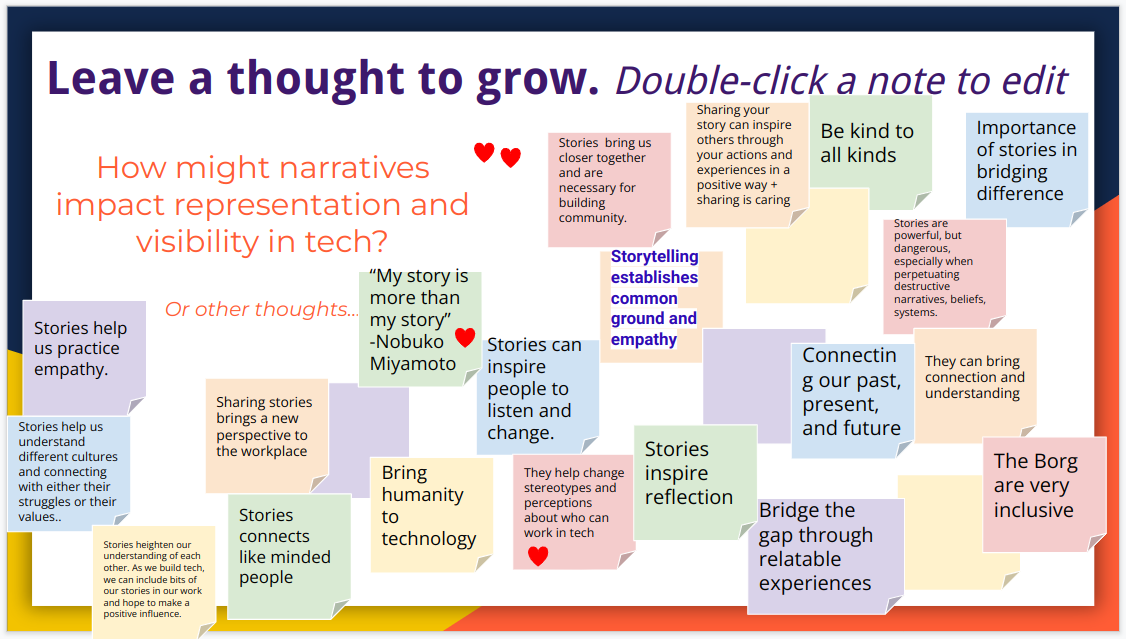 Leave a thought to grow. Double-click a note to edit
How might narratives
impact representation and
visibility in tech?
Or other thoughts...
Stories  bring us
closer together
and are
necessary for
building
community.
Sharing your
story can inspire
others through
your actions and
experiences in a
positive way +
sharing is caring
Be kind to
all kinds
Importance
of stories in
bridging
difference
Stories are
powerful, but
dangerous,
especially when
perpetuating
destructive
narratives, beliefs,
systems.
Storytelling
establishes
common
ground and
empathy
“My story is
more than
my story”
-Nobuko
Miyamoto
Stories help
us practice
empathy.
Stories can
inspire
people to
listen and
change.
Connectin
g our past,
present,
and future
They can bring
connection and
understanding
Sharing stories
brings a new
perspective to
the workplace
Stories help us
understand
different cultures
and connecting
with either their
struggles or their
values..
Bring
humanity
to
technology
They help change
stereotypes and
perceptions
about who can
work in tech
Stories
inspire
reflection
The Borg
are very
inclusive
Stories
connects
like minded
people
Bridge the
gap through
relatable
experiences
Stories heighten our
understanding of each
other. As we build tech,
we can include bits of
our stories in our work
and hope to make a
positive influence.